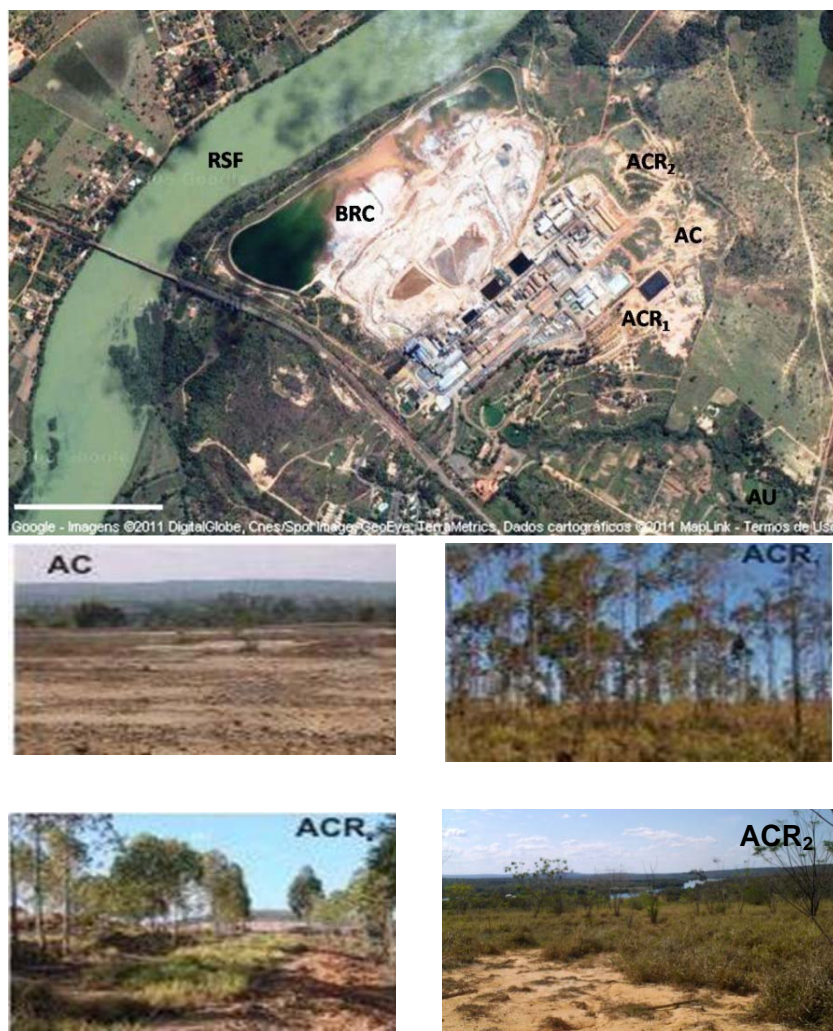 RSF
BRC
ACR₂
AC
ACR₁
AU
Google - Imagens ©2011 DigitalGlobe, Cnes/Spot Image, GeoEye, TerraMetrics, Dados cartográficos ©2011 MapLink - Termos de Uso
AC
ACR
ACR
ACR₂